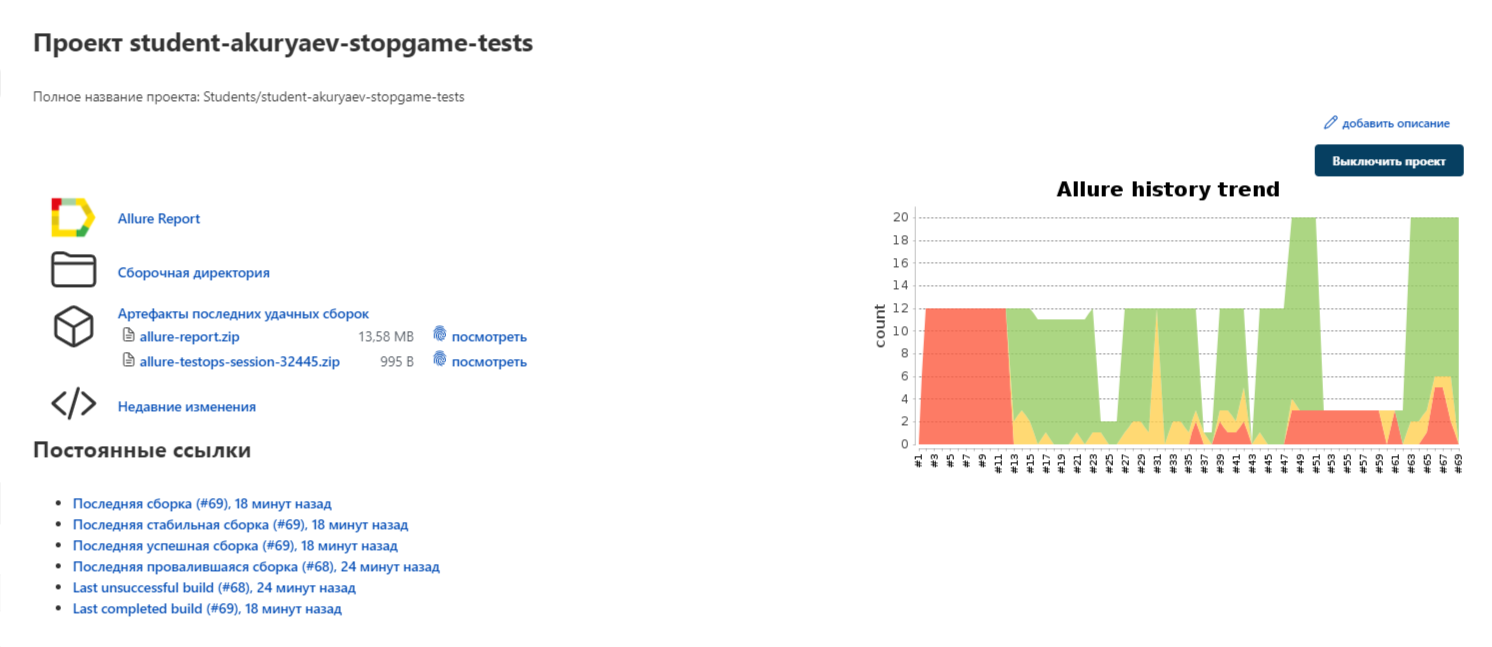 Проект student-akuryaev-stopgame-tests
Полное название проекта: Students/student-akuryaev-stopgame-tests
добавить описание
Выключить проект
Allure Report
Сборочная директория
Артефакты последних удачных сборок
allure-report.zip 13,58 MB посмотреть
allure-testops-session-32445.zip 995 B посмотреть
Недавние изменения
Allure history trend
count
20
18
16
14
12
10
8
6
4
2
0
#1 #3 #5 #7 #9 #11 #13 #15 #17 #19 #21 #23 #25 #27 #29 #31 #33 #35 #37 #39 #41 #43 #45 #47 #49 #51 #53 #55 #57 #59 #61 #63 #65 #67 #69
Постоянные ссылки
Последняя сборка (#69), 18 минут назад
Последняя стабильная сборка (#69), 18 минут назад
Последняя успешная сборка (#69), 18 минут назад
Последняя провалившаяся сборка (#68), 24 минут назад
Last unsuccessful build (#68), 24 минут назад
Last completed build (#69), 18 минут назад